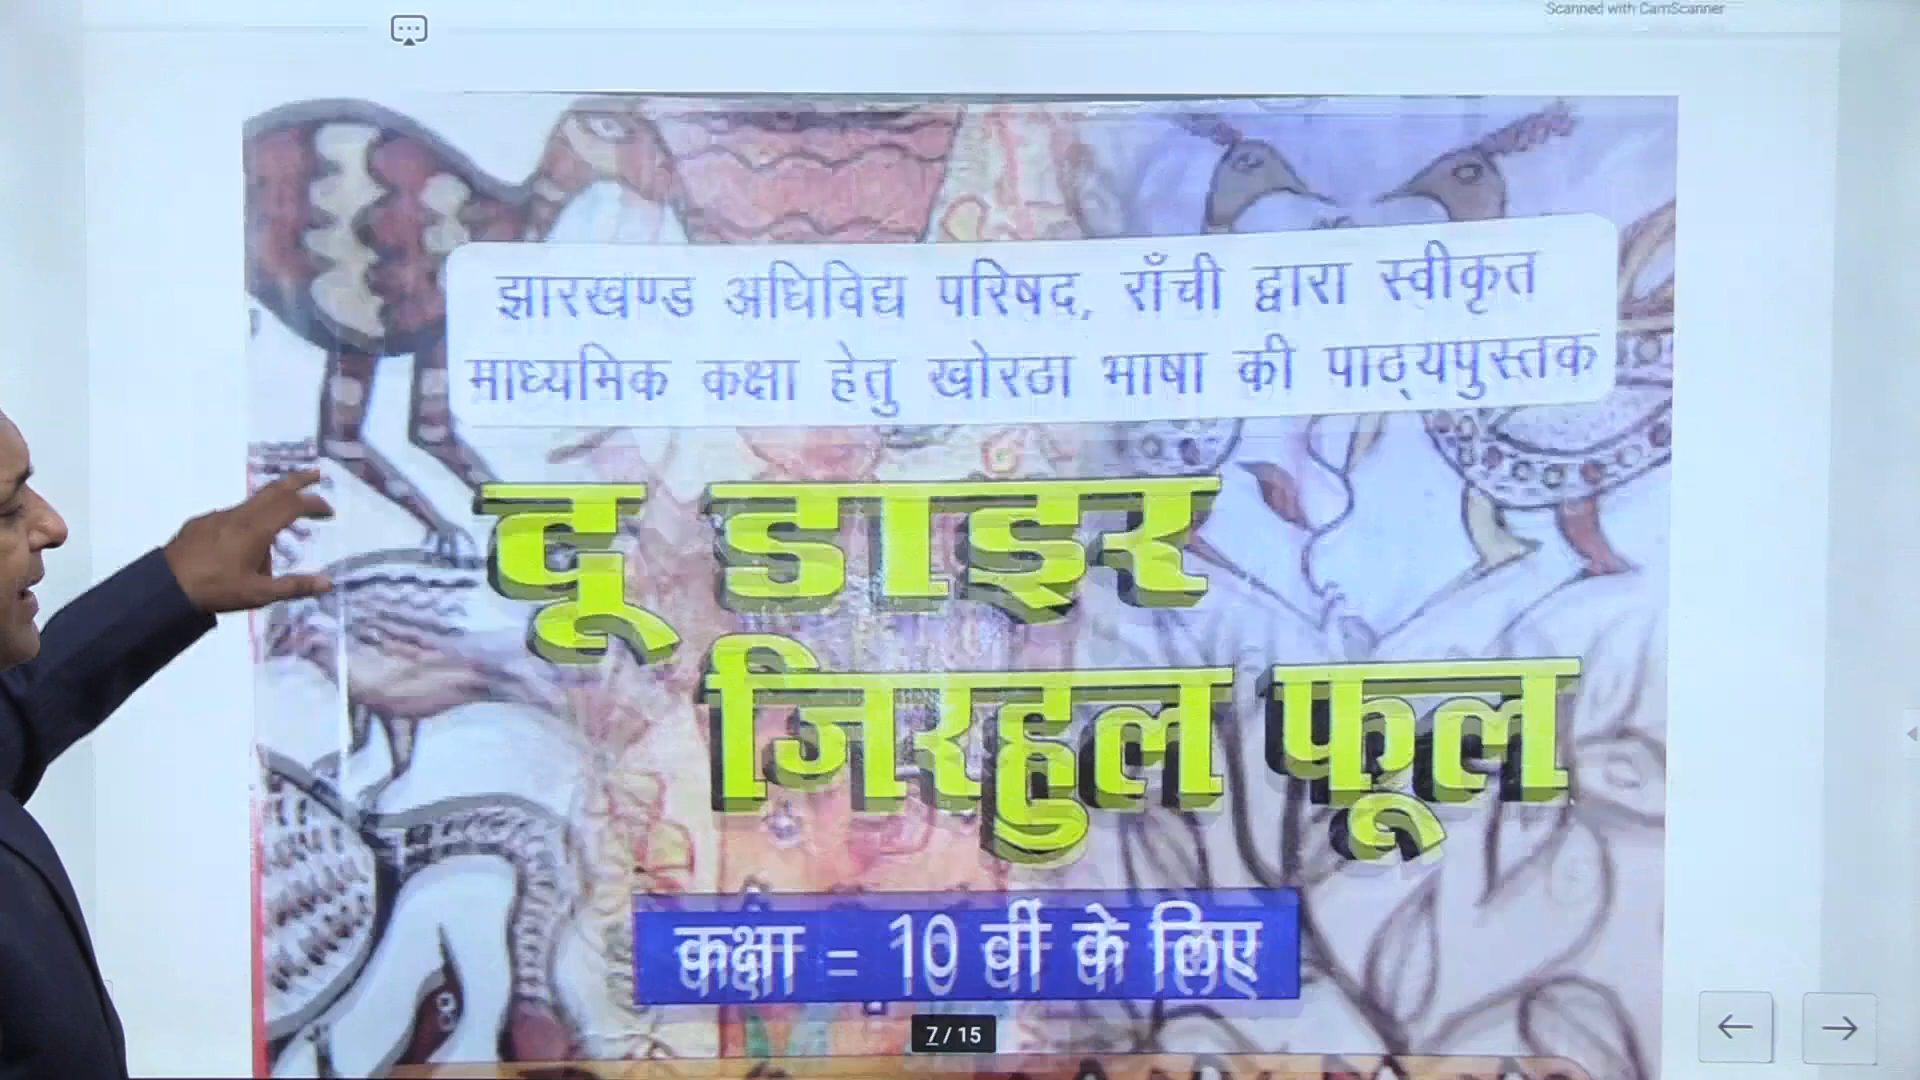 Scanned with CamScanner
झारखण्ड अधिविद्य परिषद, राँची द्वारा स्वीकृत
माध्यमिक कक्षा हेतु खोरठा भाषा की पाठ्यपुस्तक
दू डाइर
जिरहुल फूल
कक्षा = 10 वीं के लिए
7 / 15